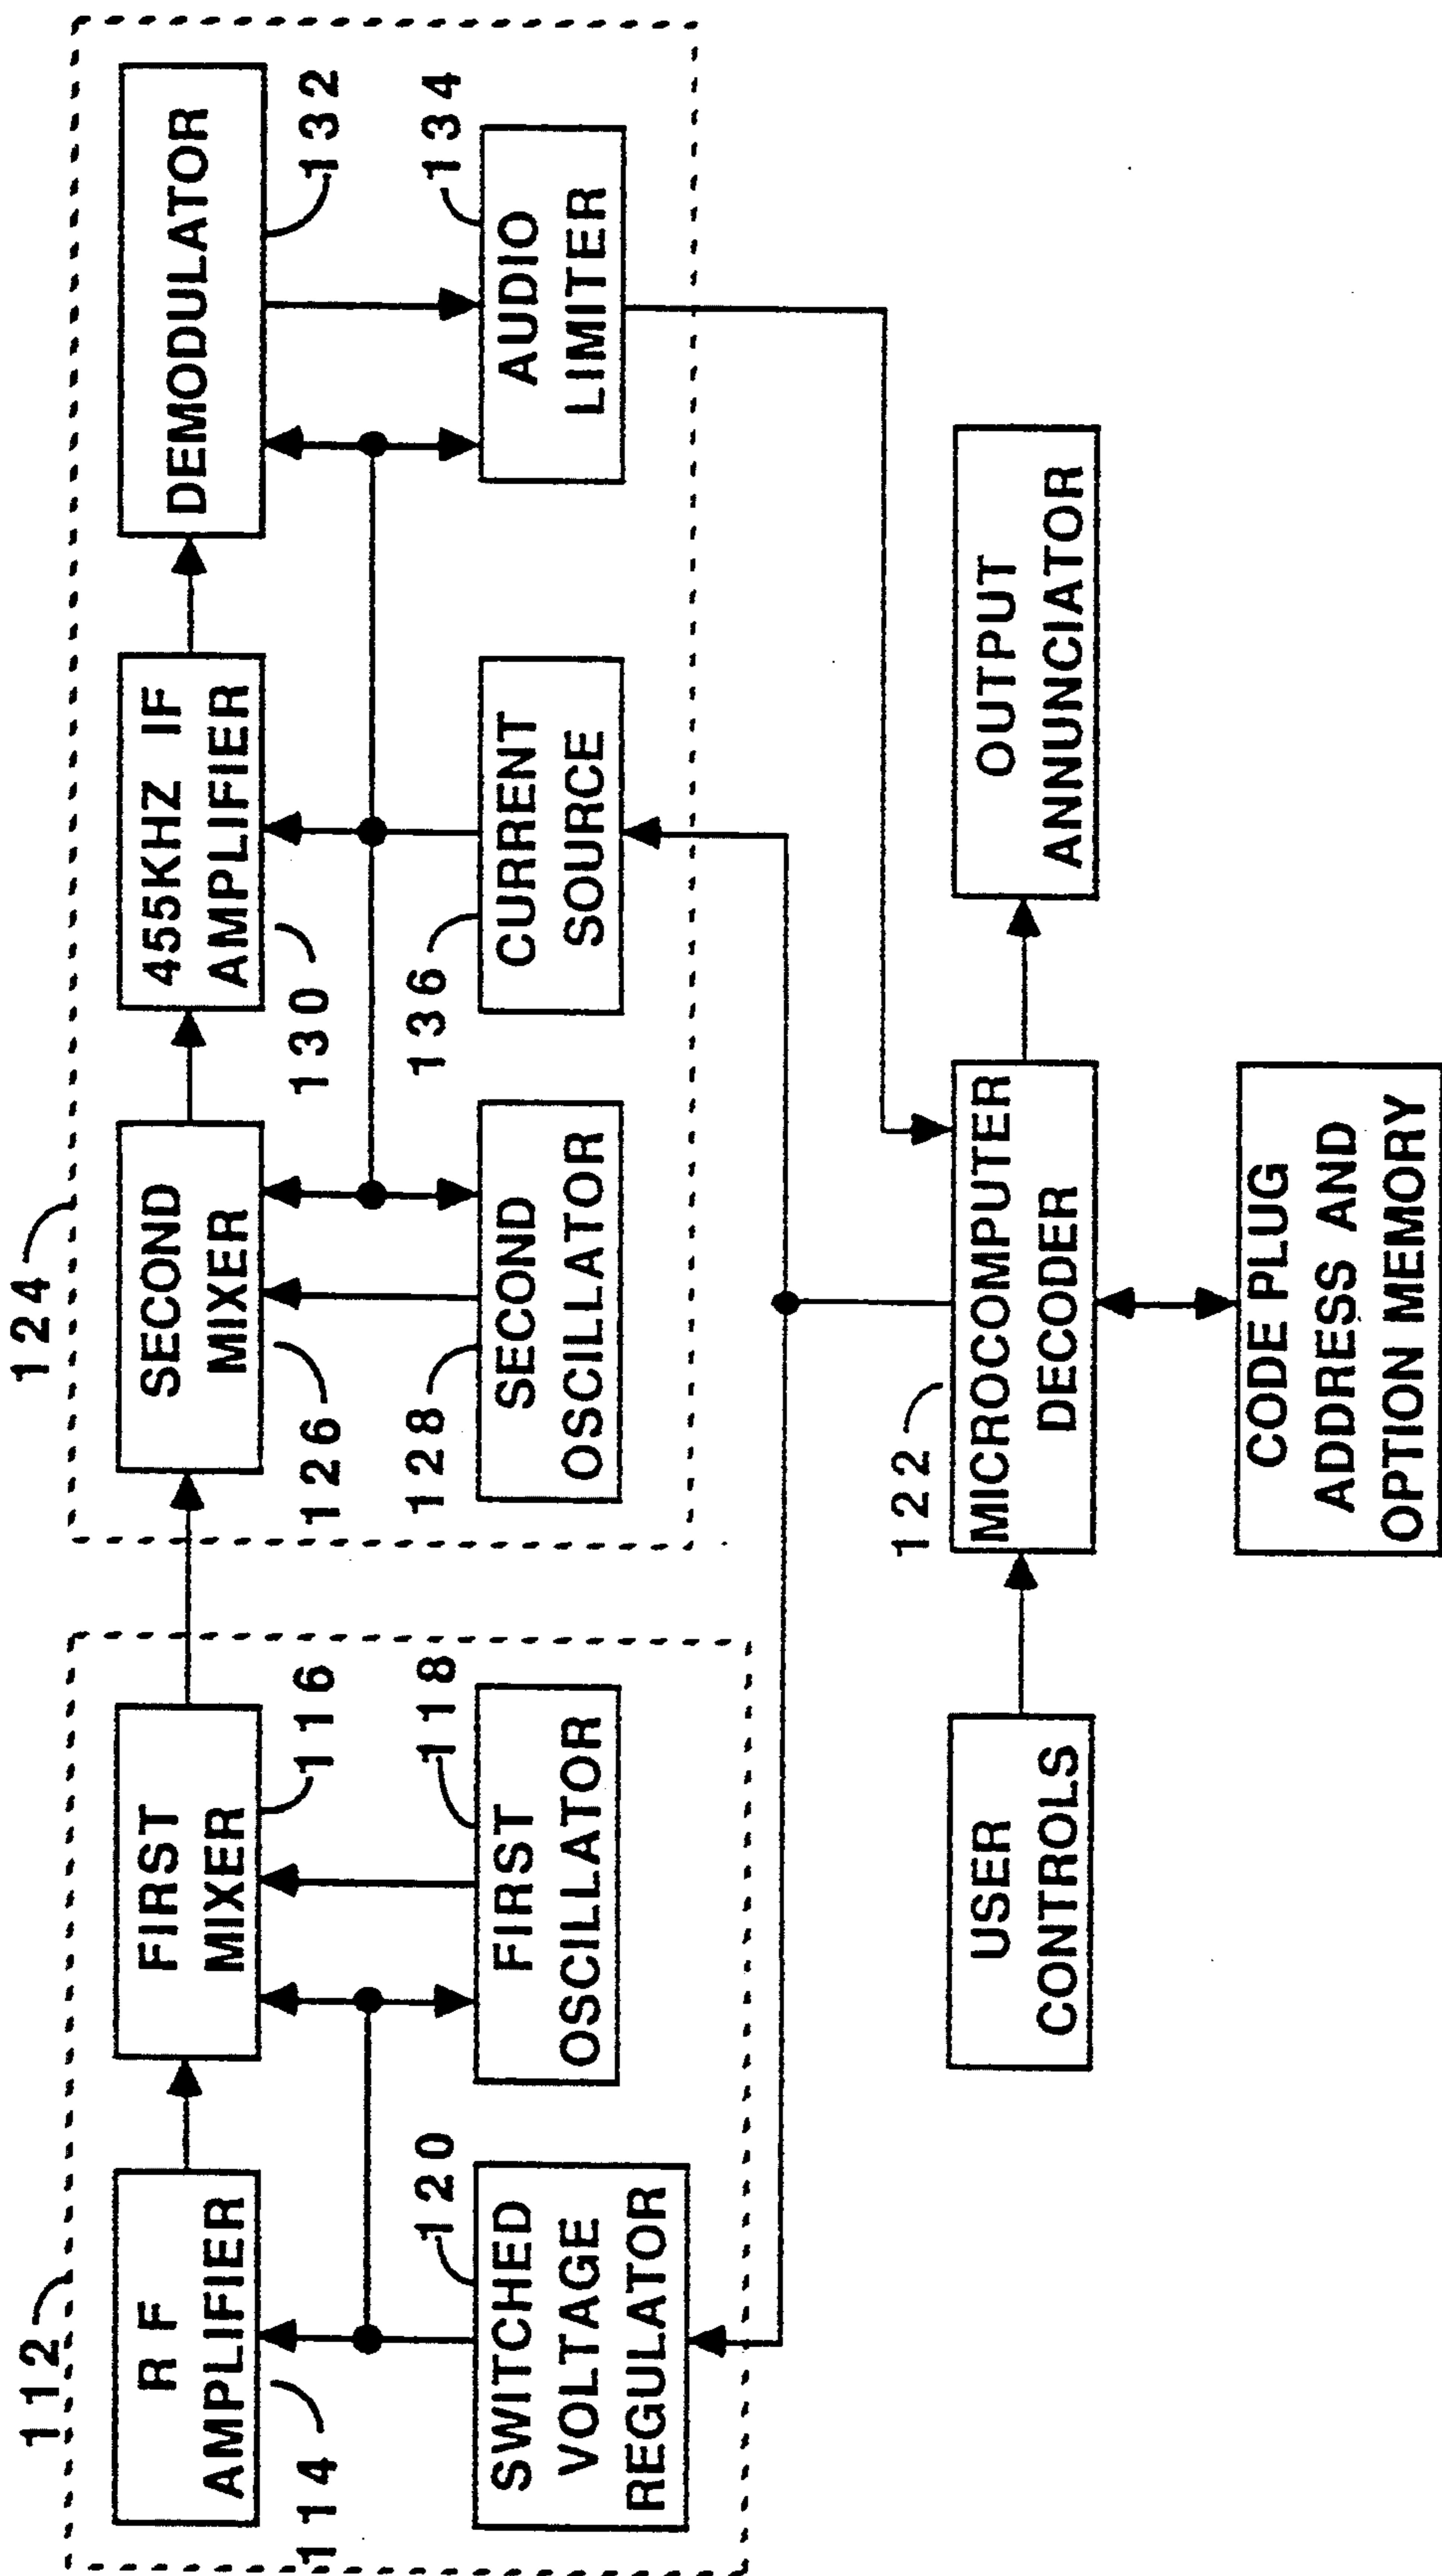 112
124
R F
AMPLIFIER
114
FIRST
MIXER
116
SECOND
MIXER
126
455KHZ IF
AMPLIFIER
130
DEMODULATOR
132
SWITCHED
VOLTAGE
REGULATOR
120
FIRST
OSCILLATOR
118
SECOND
OSCILLATOR
128
CURRENT
SOURCE
136
AUDIO
LIMITER
134
USER
CONTROLS
122
MICROCOMPUTER
DECODER
OUTPUT
ANNUNCIATOR
CODE PLUG
ADDRESS AND
OPTION MEMORY